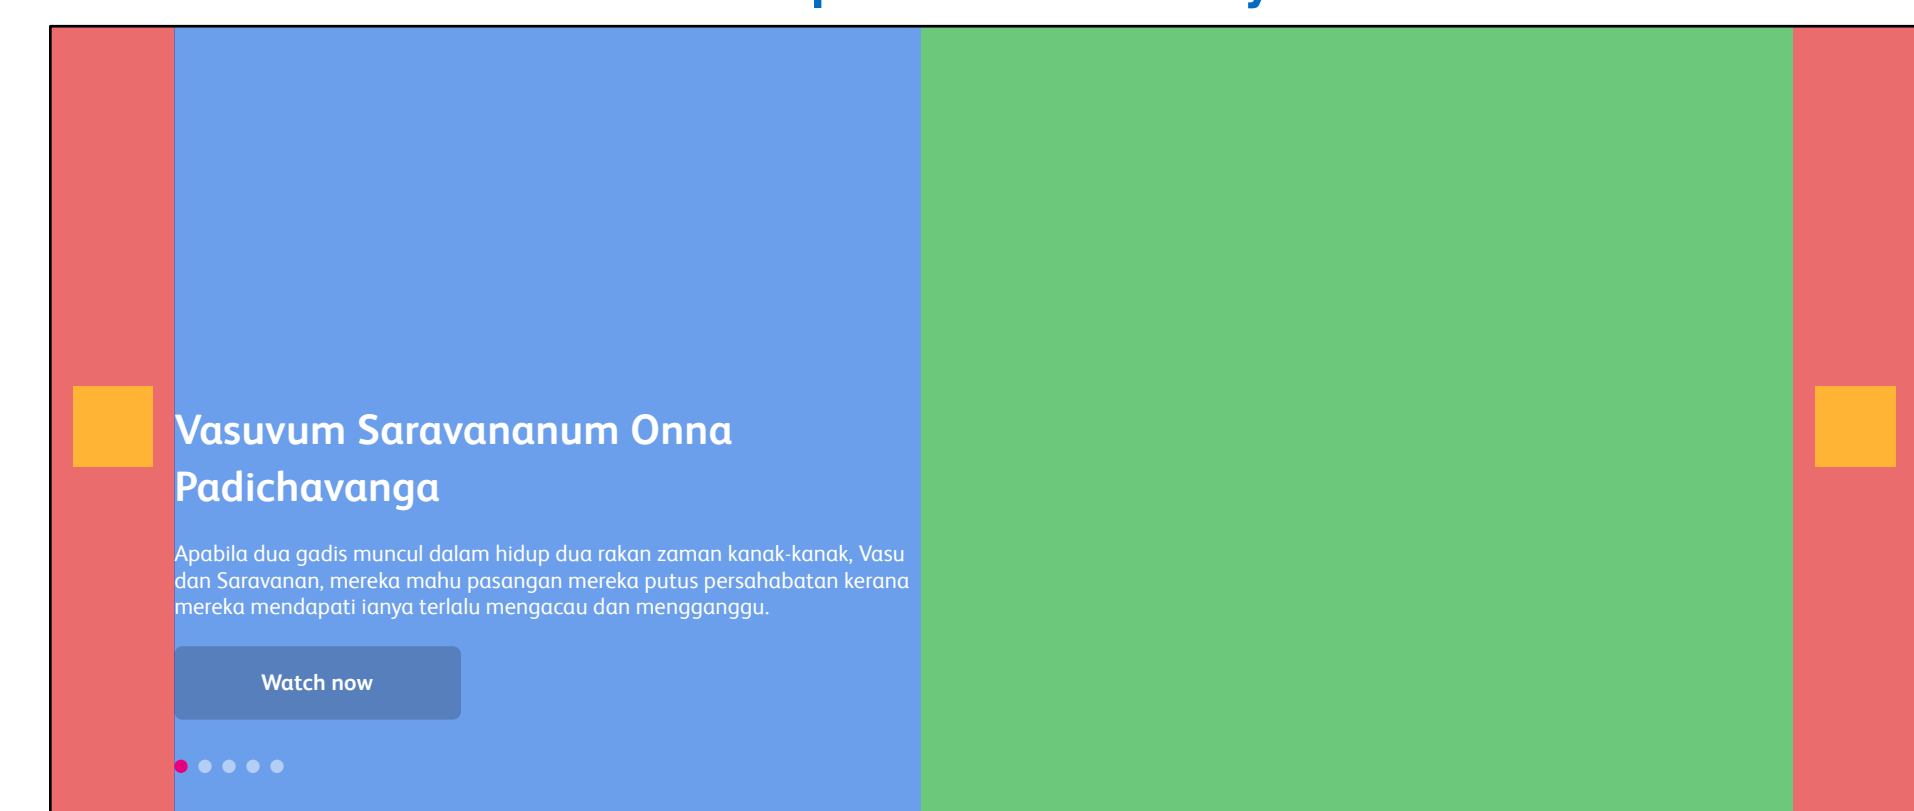 Vasuvum Saravananum Onna
Padichavanga
Apabila dua gadis muncul dalam hidup dua rakan zaman kanak-kanak, Vasu
dan Saravanan, mereka mahu pasangan mereka putus persahabatan kerana
mereka mendapati ianya terlalu mengacau dan mengganggu.
Watch now